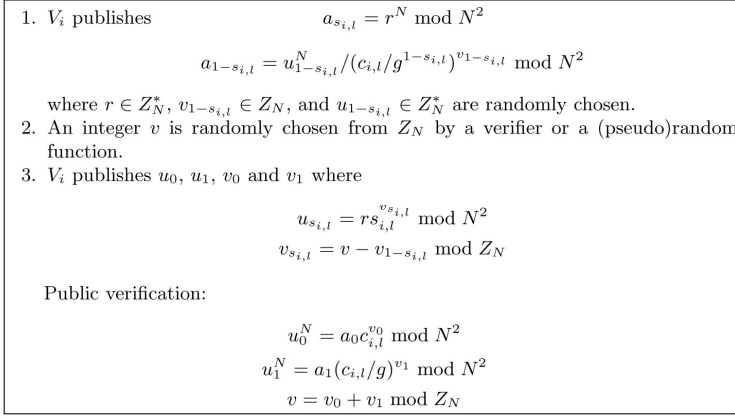 1. V_i publishes a_{s_{i,l}} = r^N mod N^2
a_{1-s_{i,l}} = u_{1-s_{i,l}}^N/(c_{i,l}/g^{1-s_{i,l}})^{v_{1-s_{i,l}}} mod N^2
where r ∈ Z_N^*, v_{1-s_{i,l}} ∈ Z_N, and u_{1-s_{i,l}} ∈ Z_N^* are randomly chosen.
2. An integer v is randomly chosen from Z_N by a verifier or a (pseudo)random
function.
3. V_i publishes u_0, u_1, v_0 and v_1 where
u_{s_{i,l}} = rs_{i,l}^{v_{s_{i,l}}} mod N^2
v_{s_{i,l}} = v − v_{1-s_{i,l}} mod Z_N
Public verification:
u_0^N = a_0c_{i,l}^{v_0} mod N^2
u_1^N = a_1(c_{i,l}/g)^{v_1} mod N^2
v = v_0 + v_1 mod Z_N